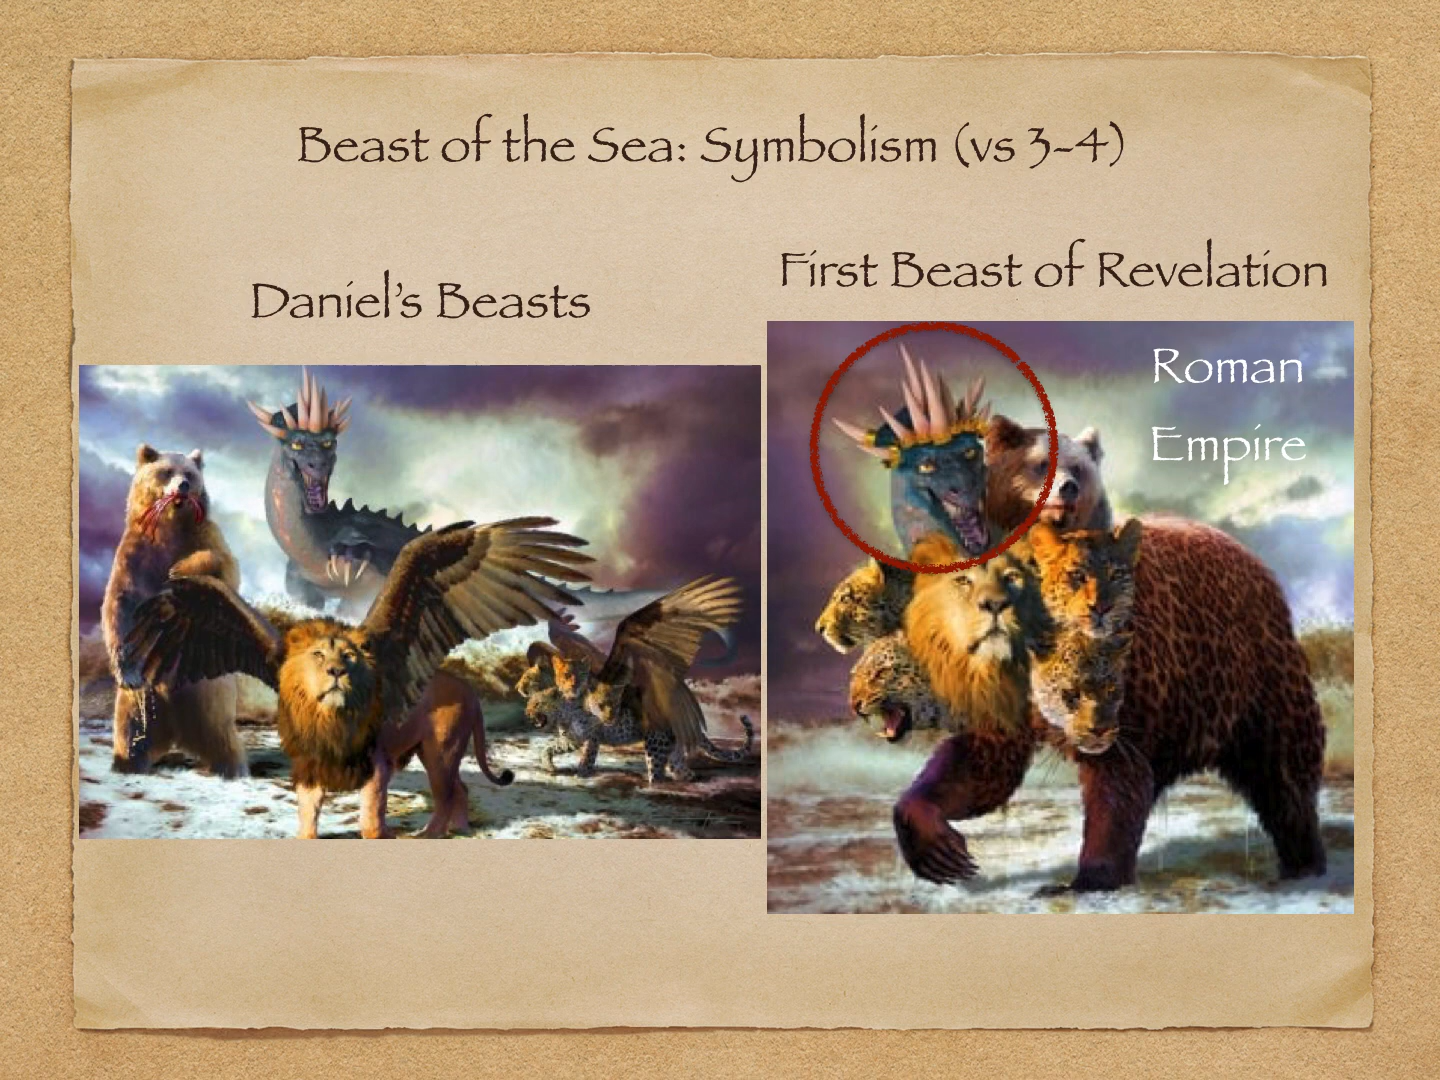 Beast of the Sea: Symbolism (vs 3-4)
Daniel’s Beasts
First Beast of Revelation
Roman
Empire